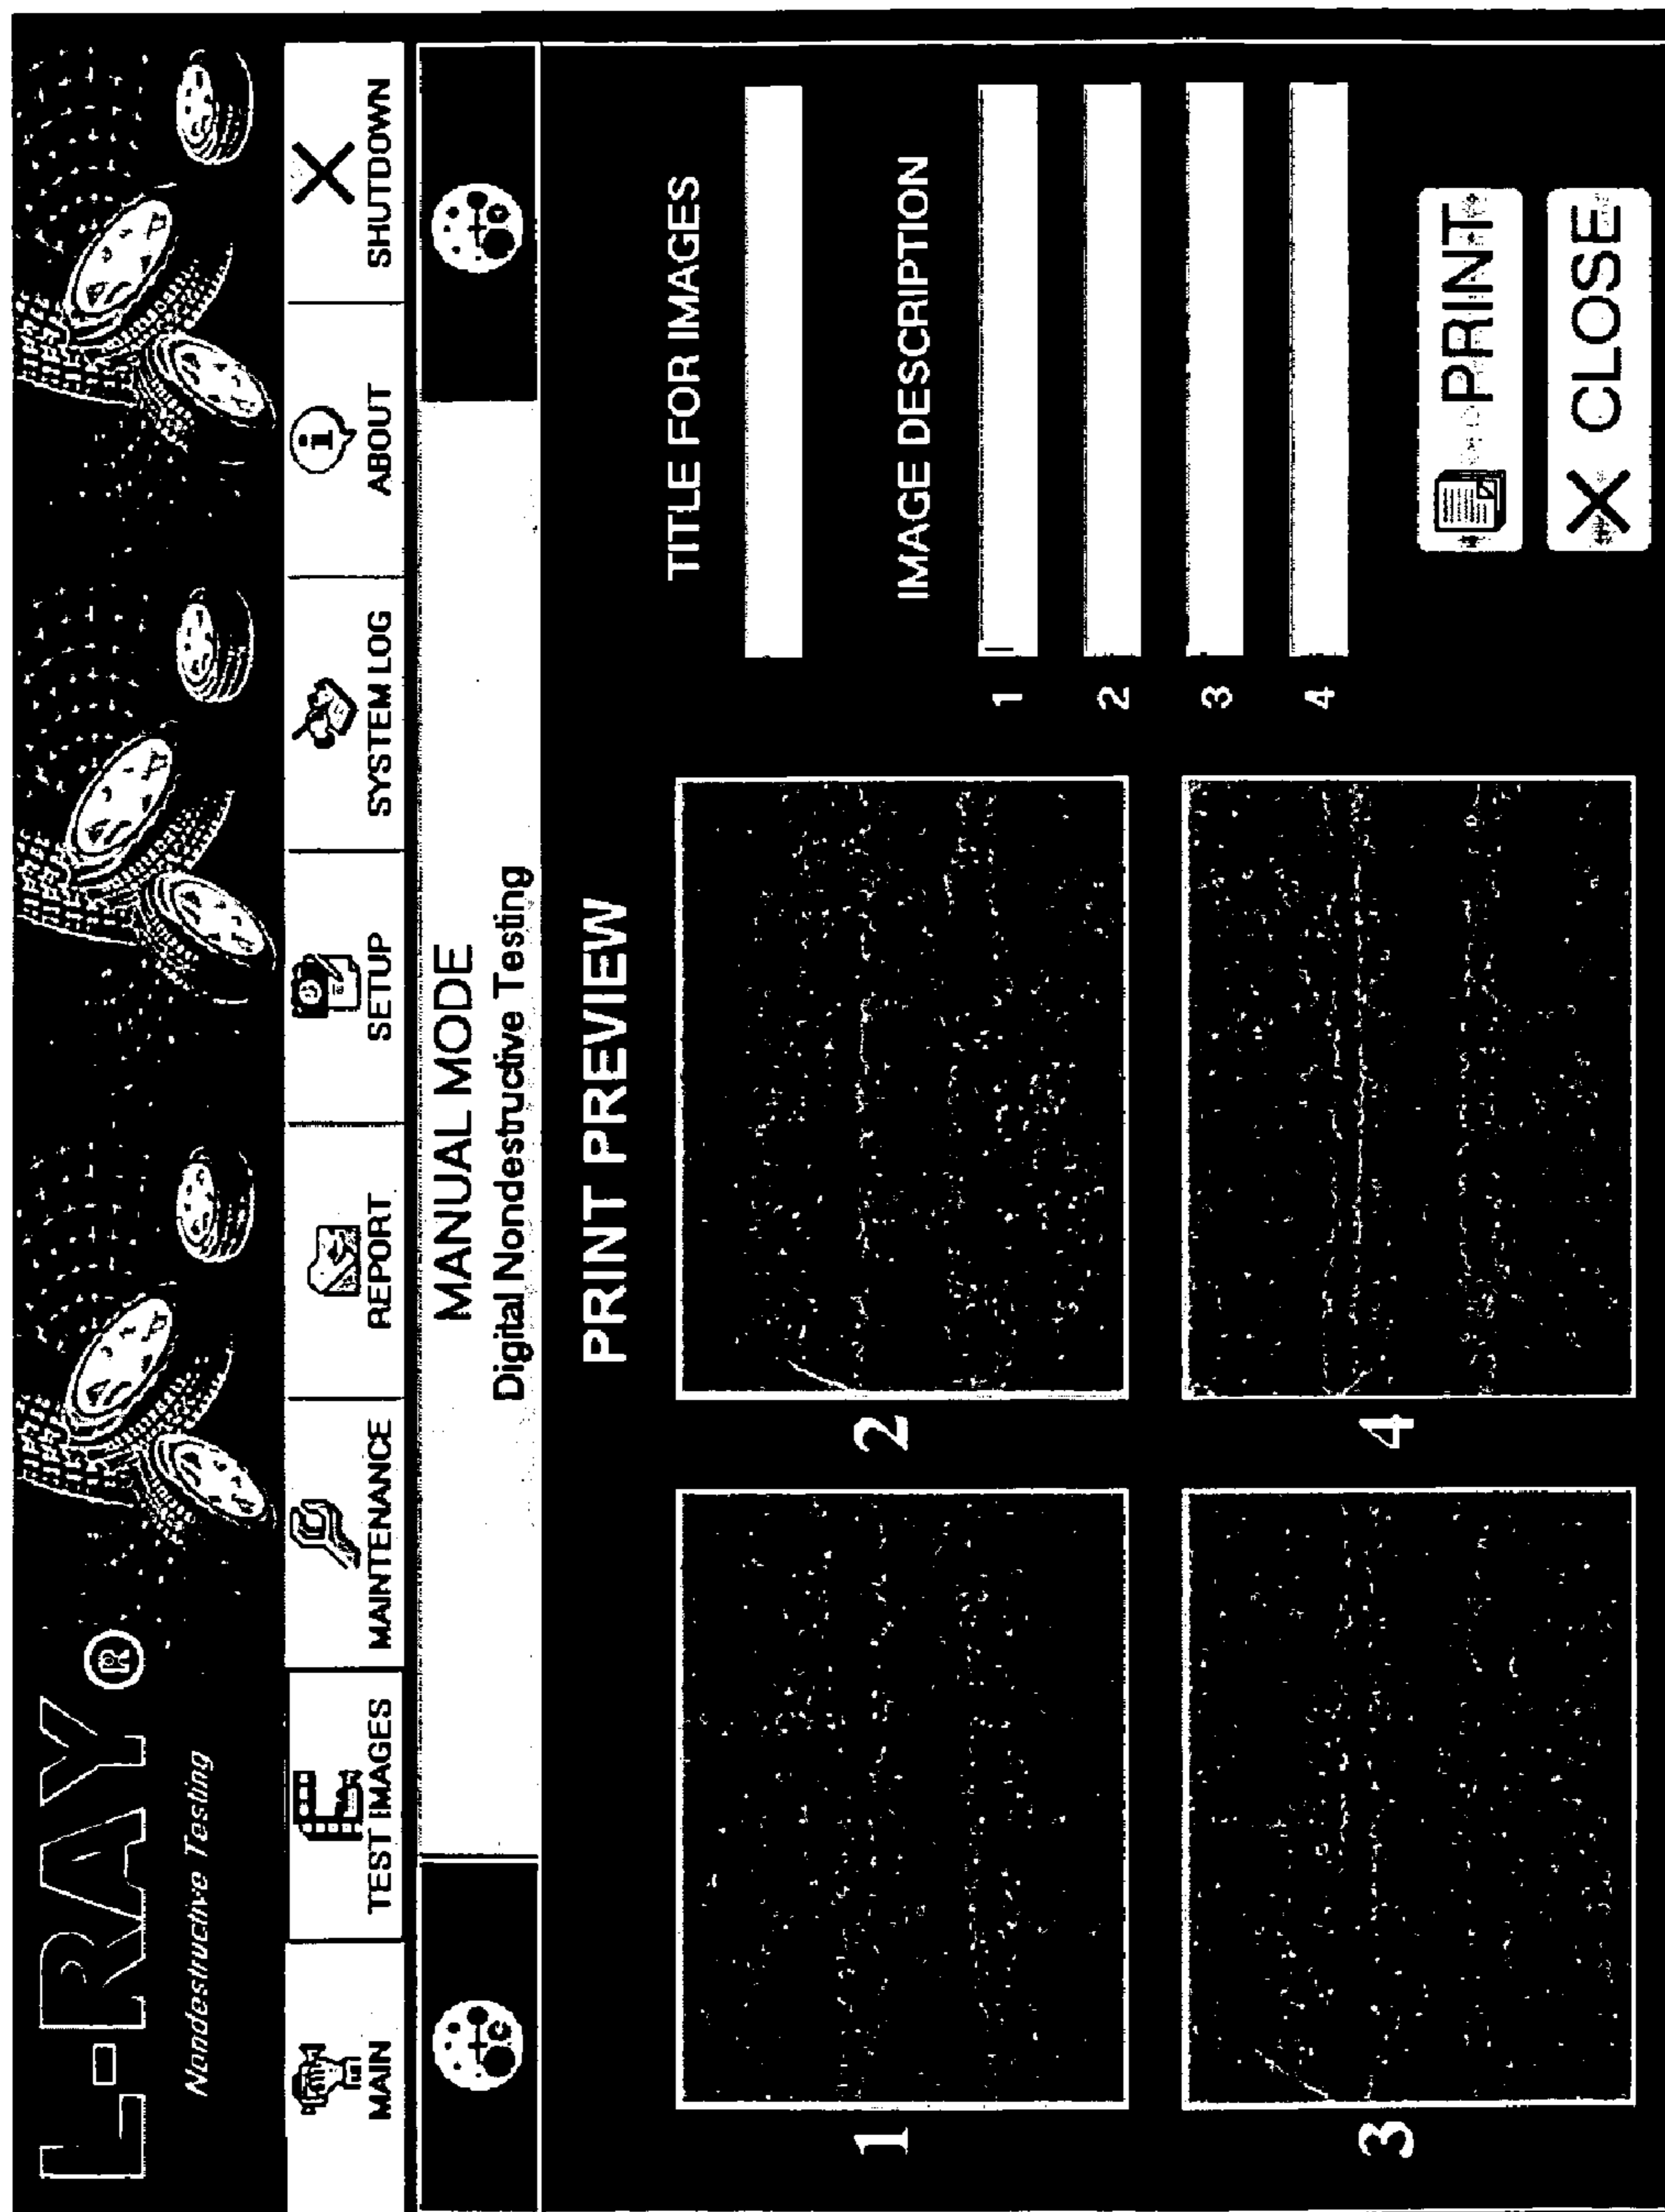 L-RAY®
Nondestructive Testing
MAIN
TEST IMAGES
MAINTENANCE
REPORT
SETUP
SYSTEM LOG
ABOUT
SHUTDOWN
MANUAL MODE
Digital Nondestructive Testing
PRINT PREVIEW
1
2
3
4
TITLE FOR IMAGES
IMAGE DESCRIPTION
1
2
3
4
PRINT
X CLOSE